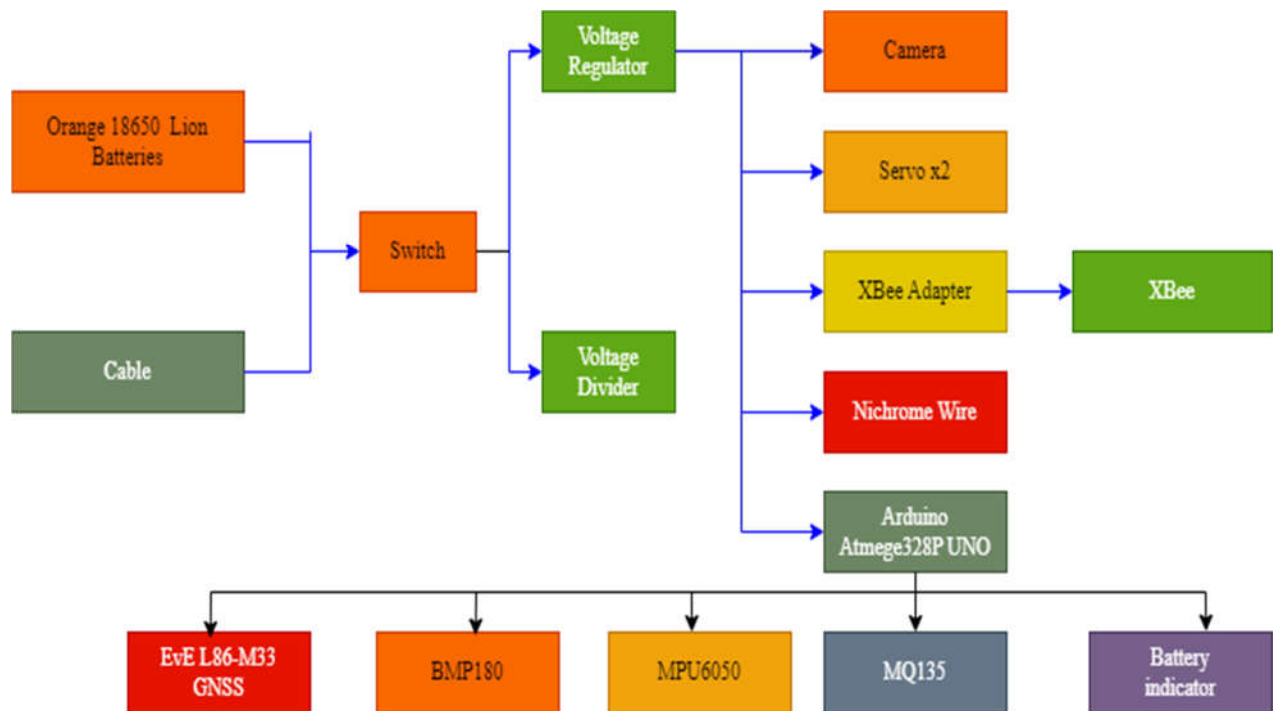 Voltage
Regulator
Camera
Orange 18650 Lion
Batteries
Servo x2
Switch
XBee Adapter
XBee
Cable
Voltage
Divider
Nichrome Wire
Arduino
Atmege328P UNO
EvE L86-M33
GNSS
BMP180
MPU6050
MQ135
Battery
indicator